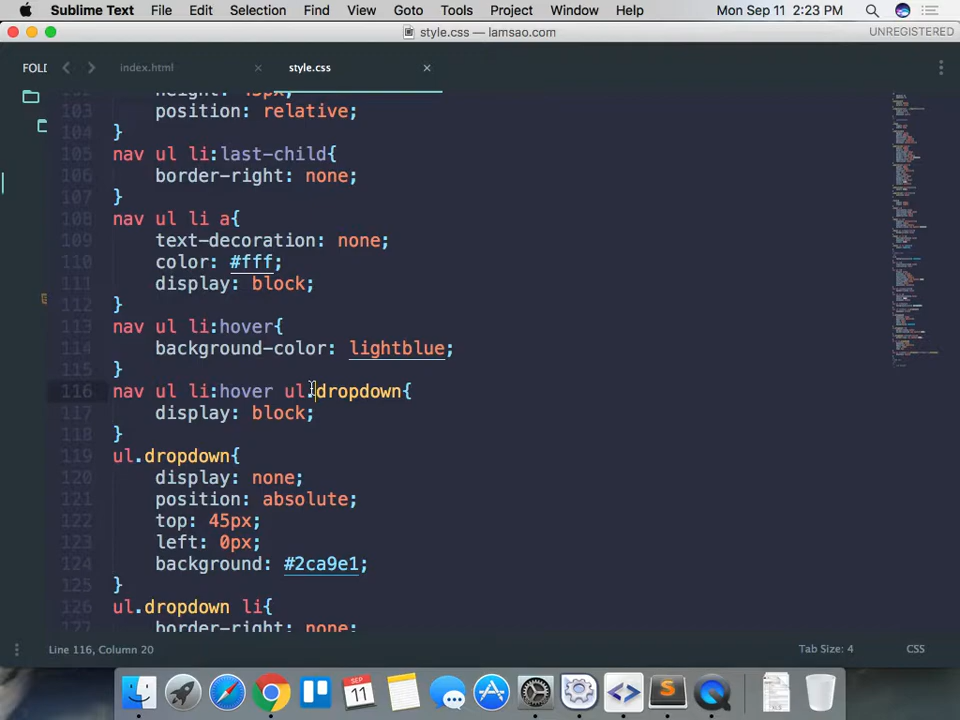 Sublime Text File Edit Selection Find View Goto Tools Project Window Help Mon Sep 11 2:23 PM
style.css — lamsao.com UNREGISTERED
FOLD index.html × style.css ×
103 position: relative;
104 }
105 nav ul li:last-child{
106 border-right: none;
107 }
108 nav ul li a{
109 text-decoration: none;
110 color: #fff;
111 display: block;
112 }
113 nav ul li:hover{
114 background-color: lightblue;
115 }
116 nav ul li:hover ul.dropdown{
117 display: block;
118 }
119 ul.dropdown{
120 display: none;
121 position: absolute;
122 top: 45px;
123 left: 0px;
124 background: #2ca9e1;
125 }
126 ul.dropdown li{
127 border-right: none;
Line 116, Column 20 Tab Size: 4 CSS
SEP
11